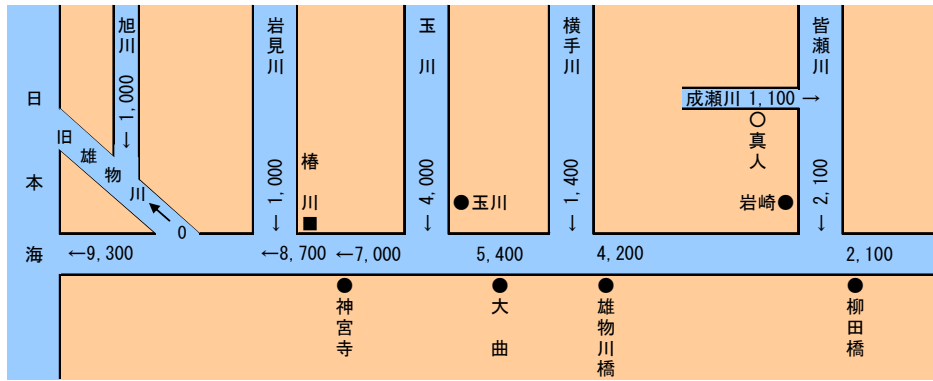 日本海
旧雄物川
旭川
1,000→
0
岩見川
1,000→
椿川
玉川
4,000→
玉川
横手川
1,400→
皆瀬川
2,100→
成瀬川 1,100 →
真人
岩崎
←9,300
←8,700
←7,000
5,400
4,200
2,100
神宮寺
大曲
雄物川橋
柳田橋